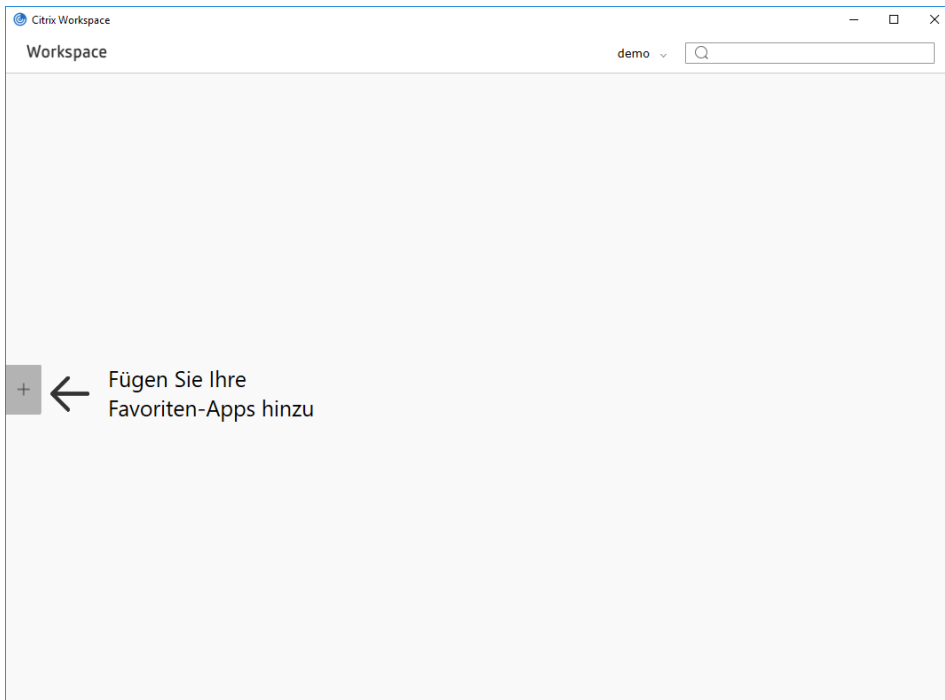 Citrix Workspace
Workspace
demo
Fügen Sie Ihre
Favoriten-Apps hinzu